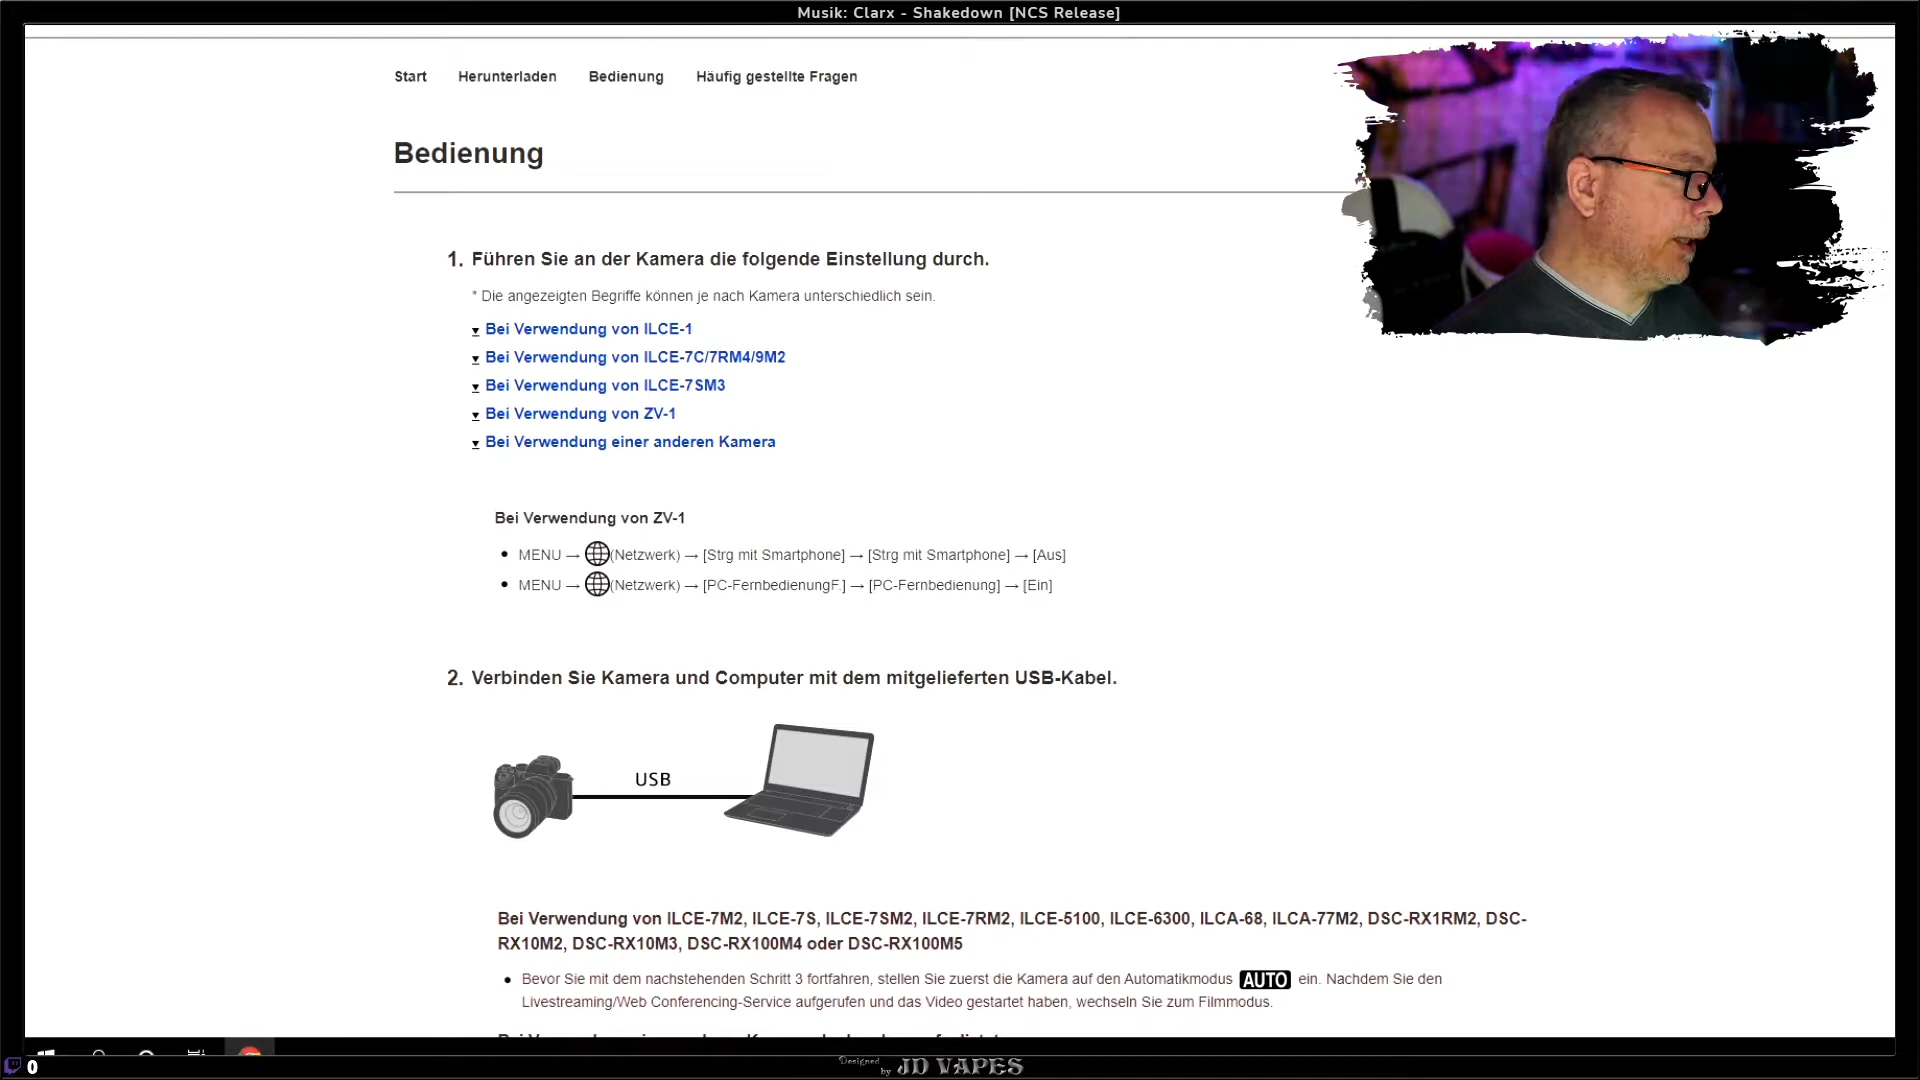 Musik: Clarx - Shakedown [NCS Release]
Start Herunterladen Bedienung Häufig gestellte Fragen
Bedienung
1. Führen Sie an der Kamera die folgende Einstellung durch.
* Die angezeigten Begriffe können je nach Kamera unterschiedlich sein.
Bei Verwendung von ILCE-1
Bei Verwendung von ILCE-7C/7RM4/9M2
Bei Verwendung von ILCE-7SM3
Bei Verwendung von ZV-1
Bei Verwendung einer anderen Kamera
Bei Verwendung von ZV-1
• MENU → (Netzwerk) → [Strg mit Smartphone] → [Strg mit Smartphone] → [Aus]
• MENU → (Netzwerk) → [PC-FernbedienungF.] → [PC-Fernbedienung] → [Ein]
2. Verbinden Sie Kamera und Computer mit dem mitgelieferten USB-Kabel.
USB
Bei Verwendung von ILCE-7M2, ILCE-7S, ILCE-7SM2, ILCE-7RM2, ILCE-5100, ILCE-6300, ILCA-68, ILCA-77M2, DSC-RX1RM2, DSC-
RX10M2, DSC-RX10M3, DSC-RX100M4 oder DSC-RX100M5
• Bevor Sie mit dem nachstehenden Schritt 3 fortfahren, stellen Sie zuerst die Kamera auf den Automatikmodus AUTO ein. Nachdem Sie den
Livestreaming/Web Conferencing-Service aufgerufen und das Video gestartet haben, wechseln Sie zum Filmmodus.
0
Designed by JD VAPES